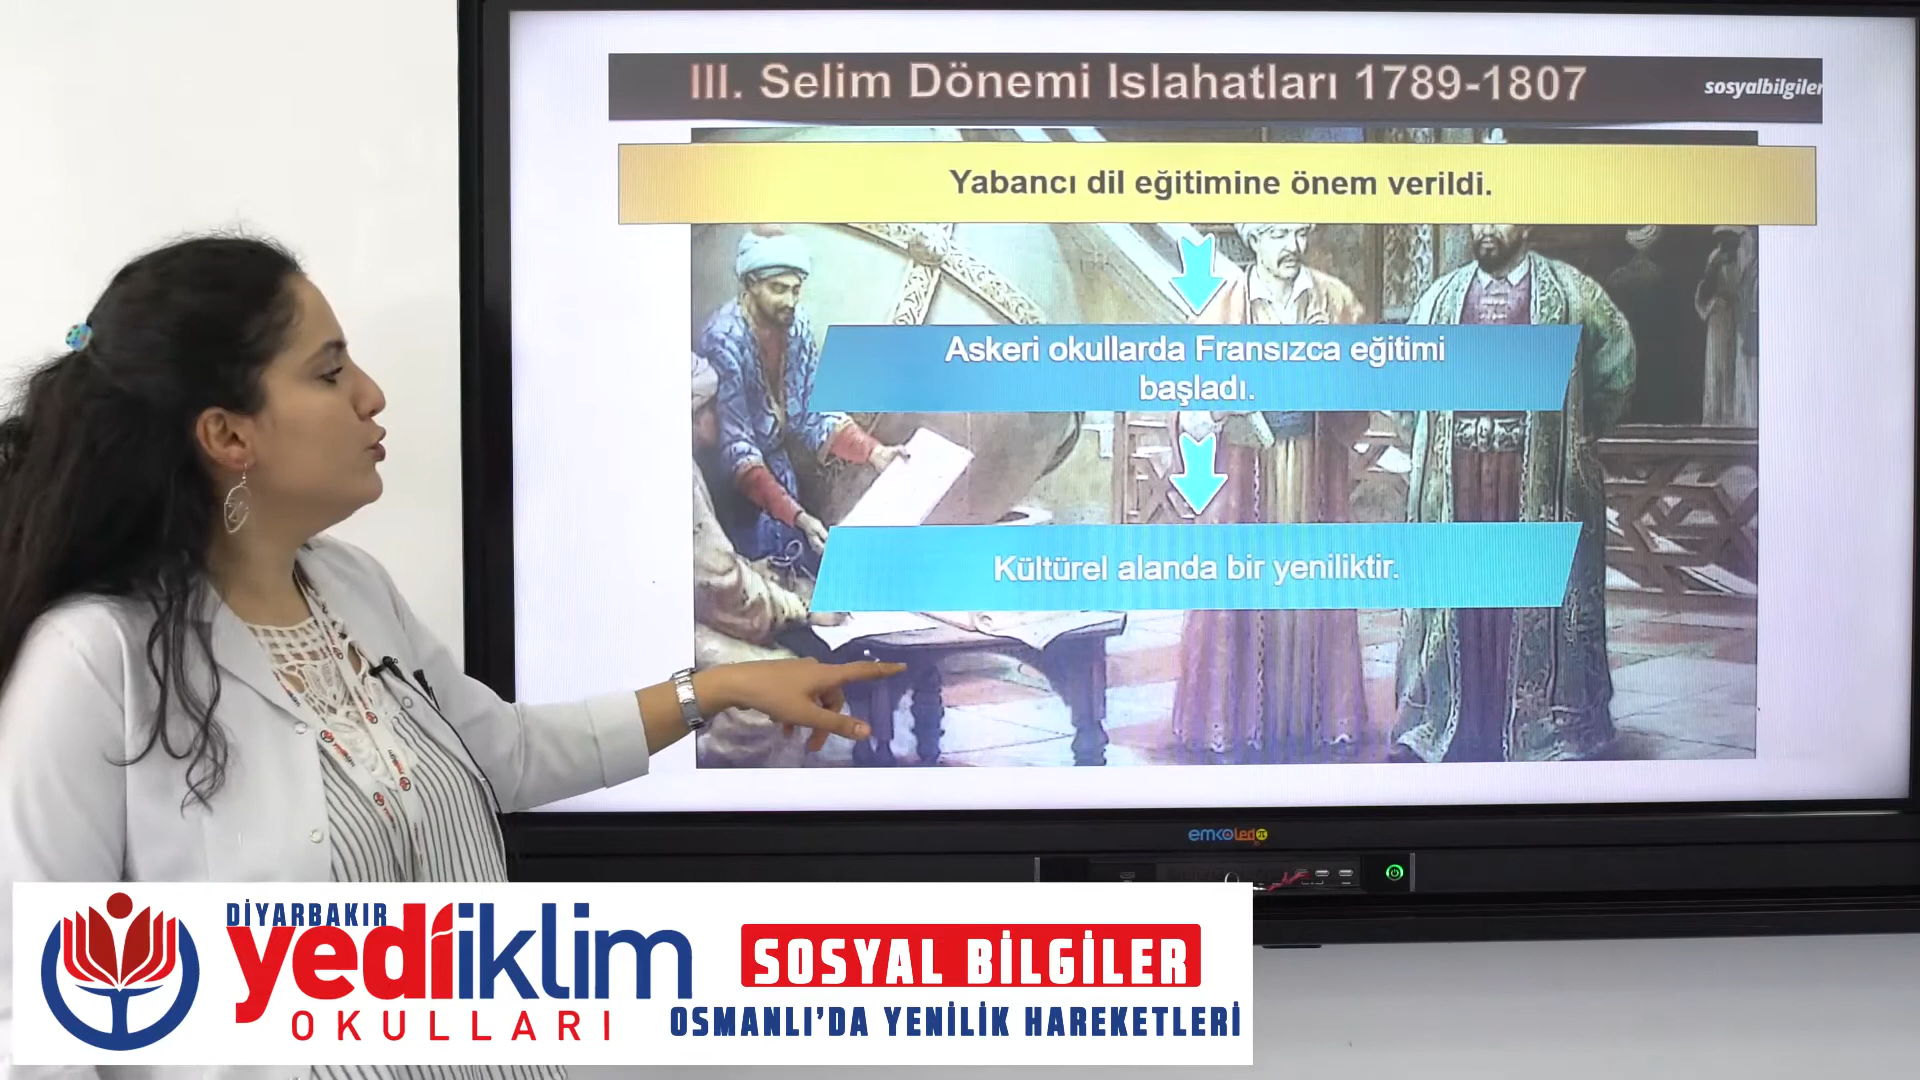 III. Selim Dönemi Islahatları 1789-1807
sosyalbilgiler
Yabancı dil eğitimine önem verildi.
Askeri okullarda Fransızca eğitimi
başladı.
Kültürel alanda bir yeniliktir.
emkoled
DİYARBAKIR
yediiklim
OKULLARI
SOSYAL BİLGİLER
OSMANLI'DA YENİLİK HAREKETLERİ